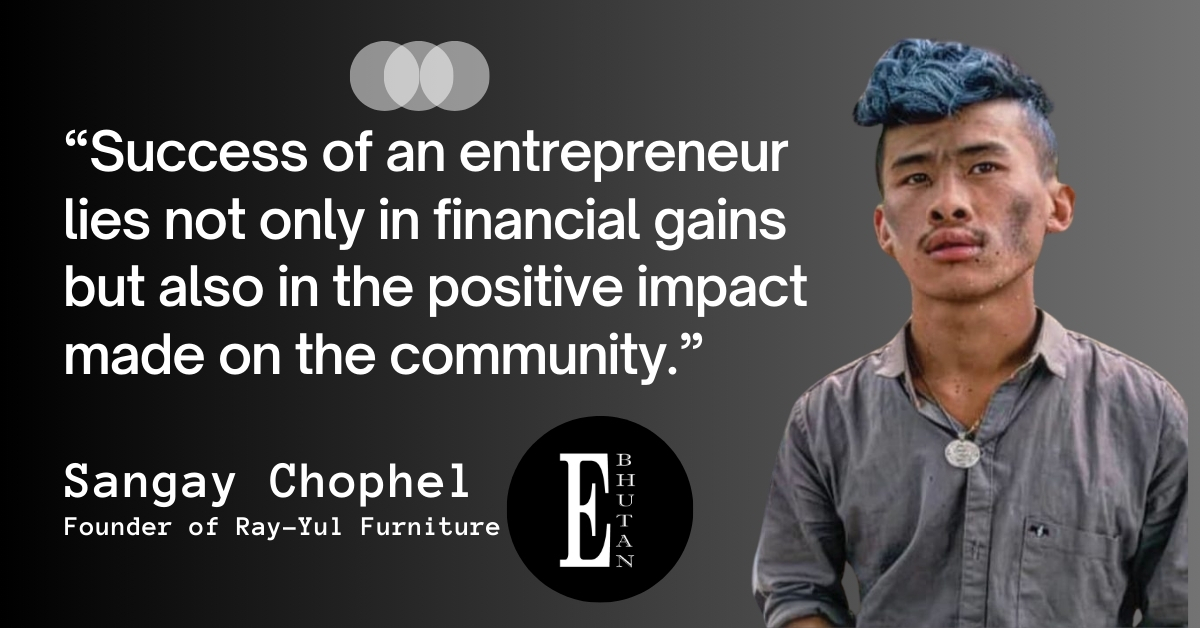 “Success of an entrepreneur
lies not only in financial gains
but also in the positive impact
made on the community.”
Sangay Chophel
Founder of Ray-Yul Furniture
E
BHUTAN